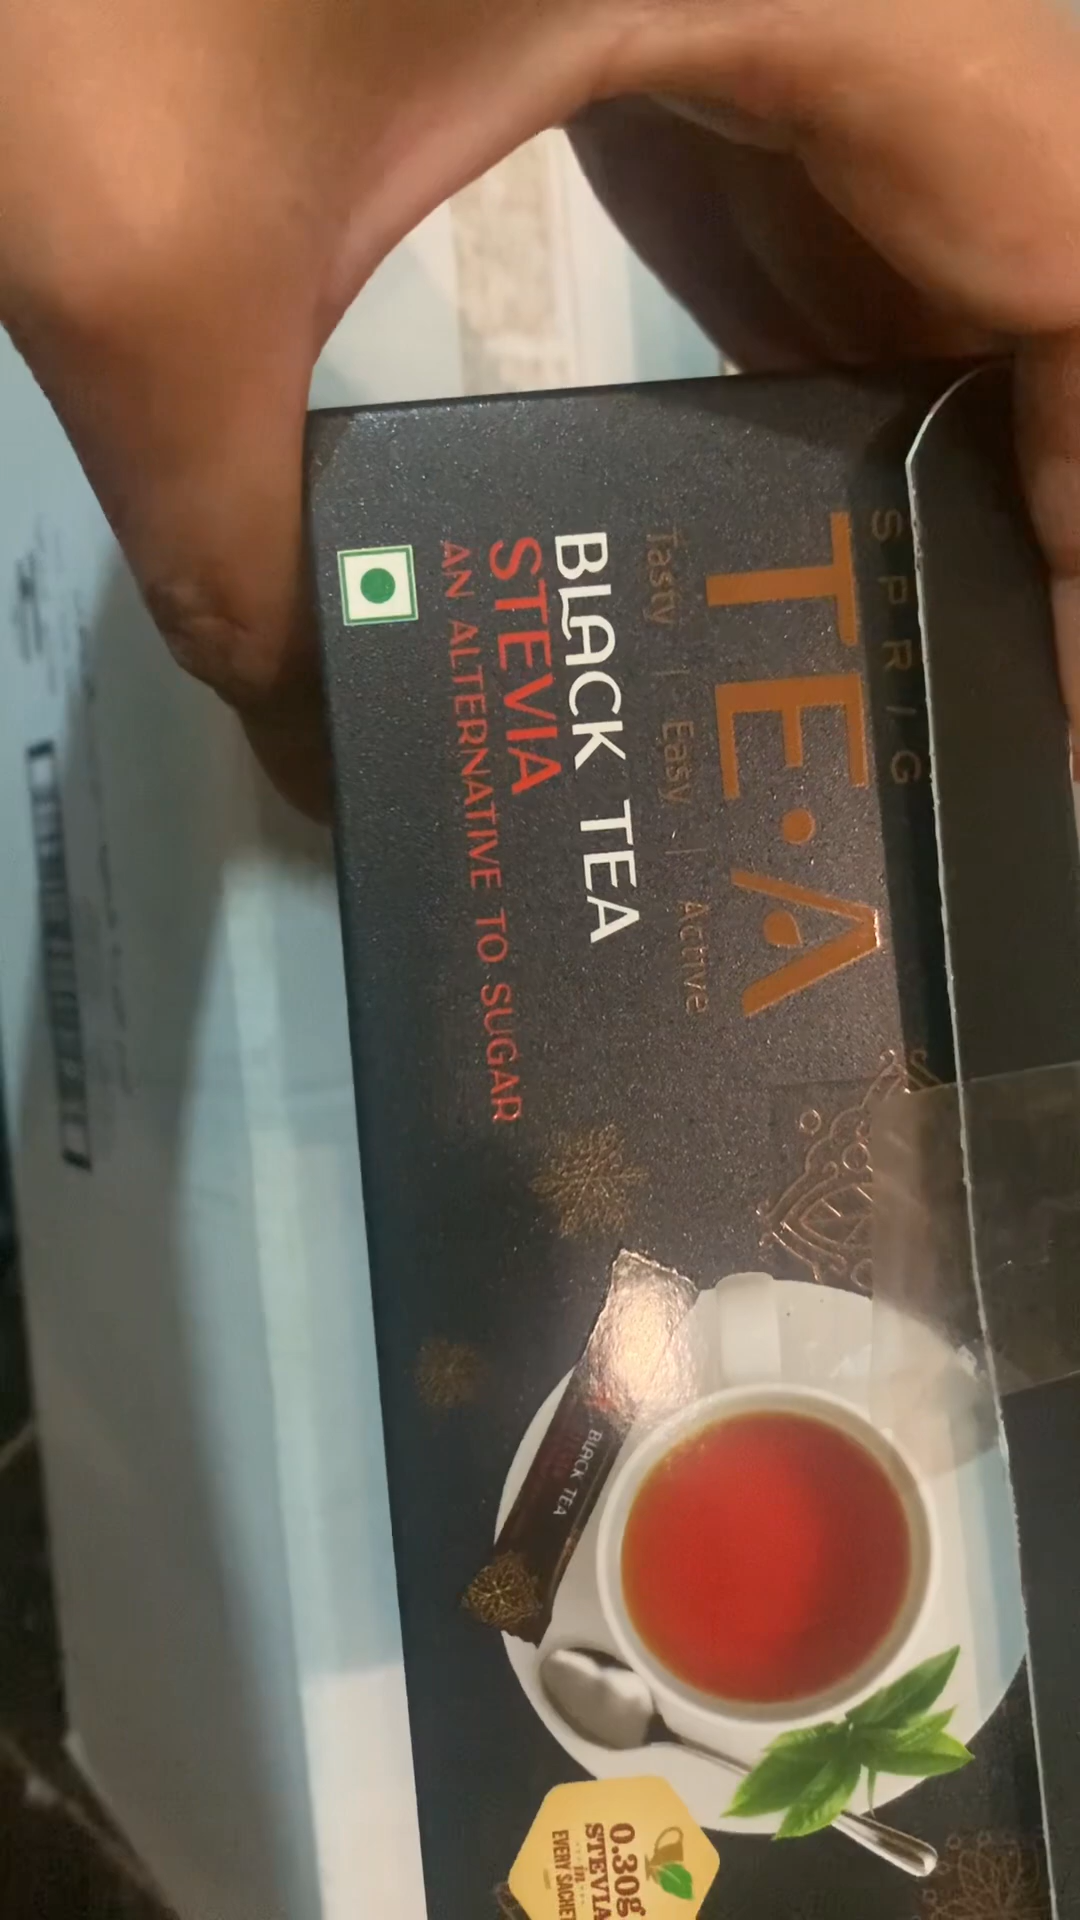 SPRIG
TE·A
Tasty | Easy | Active
BLACK TEA
STEVIA
AN ALTERNATIVE TO SUGAR
BLACK TEA
0.30g
STEVIA
IN
EVERY SACHET